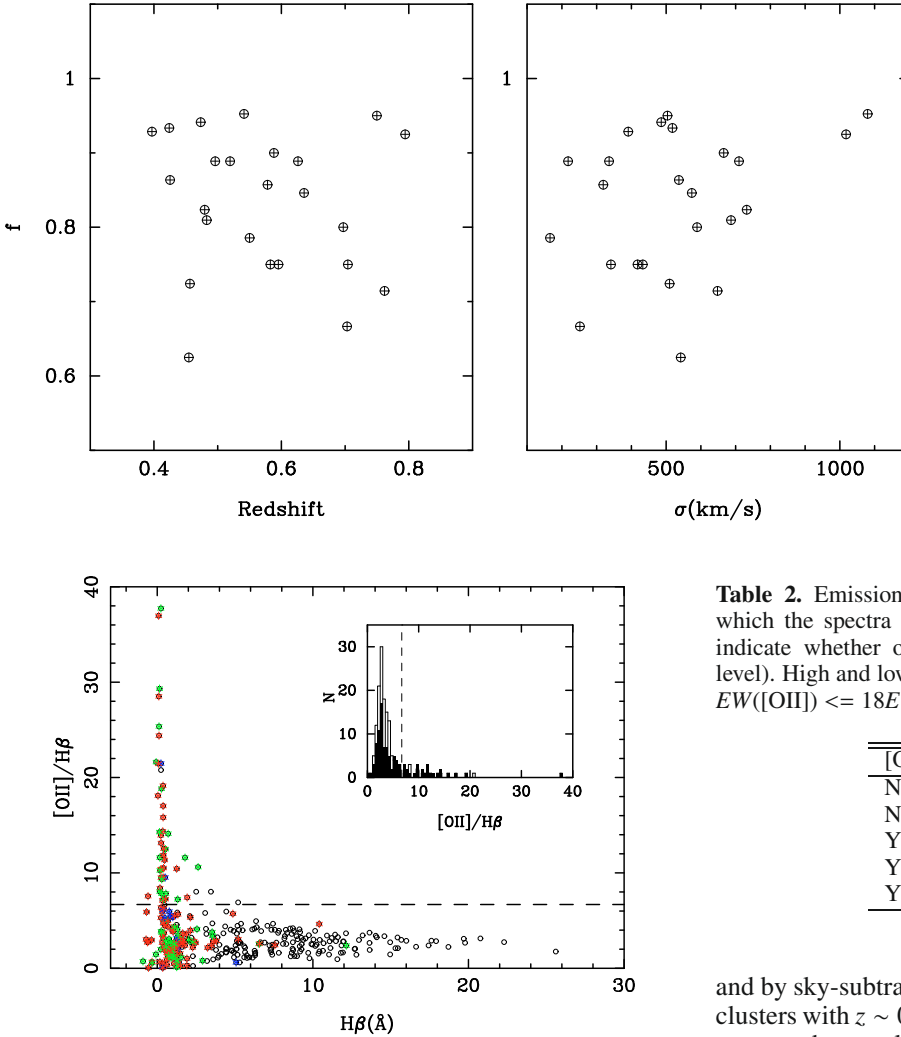 1
0.8
0.6
f
0.4 0.6 0.8
Redshift
1
500 1000
σ(km/s)
40
30
20
10
0
[OII]/Hβ
0 10 20 30
Hβ(Å)
30
20
10
0
N
0 10 20 30 40
[OII]/Hβ
Table 2. Emission
which the spectra
indicate whether o
level). High and low
EW([OII]) <= 18E
[O
N
N
Y
Y
Y
and by sky-subtra
clusters with z ∼ 0